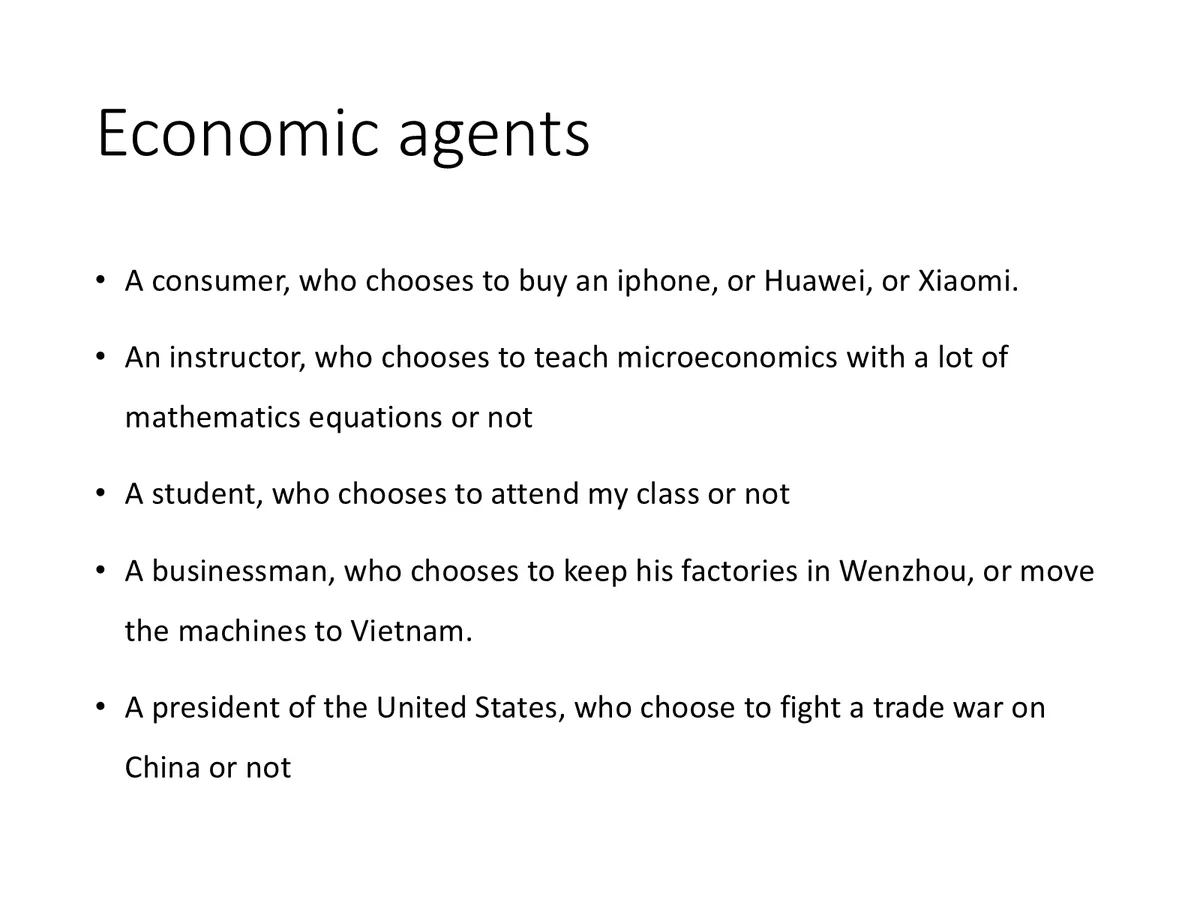 Economic agents
• A consumer, who chooses to buy an iphone, or Huawei, or Xiaomi.
• An instructor, who chooses to teach microeconomics with a lot of
mathematics equations or not
• A student, who chooses to attend my class or not
• A businessman, who chooses to keep his factories in Wenzhou, or move
the machines to Vietnam.
• A president of the United States, who choose to fight a trade war on
China or not